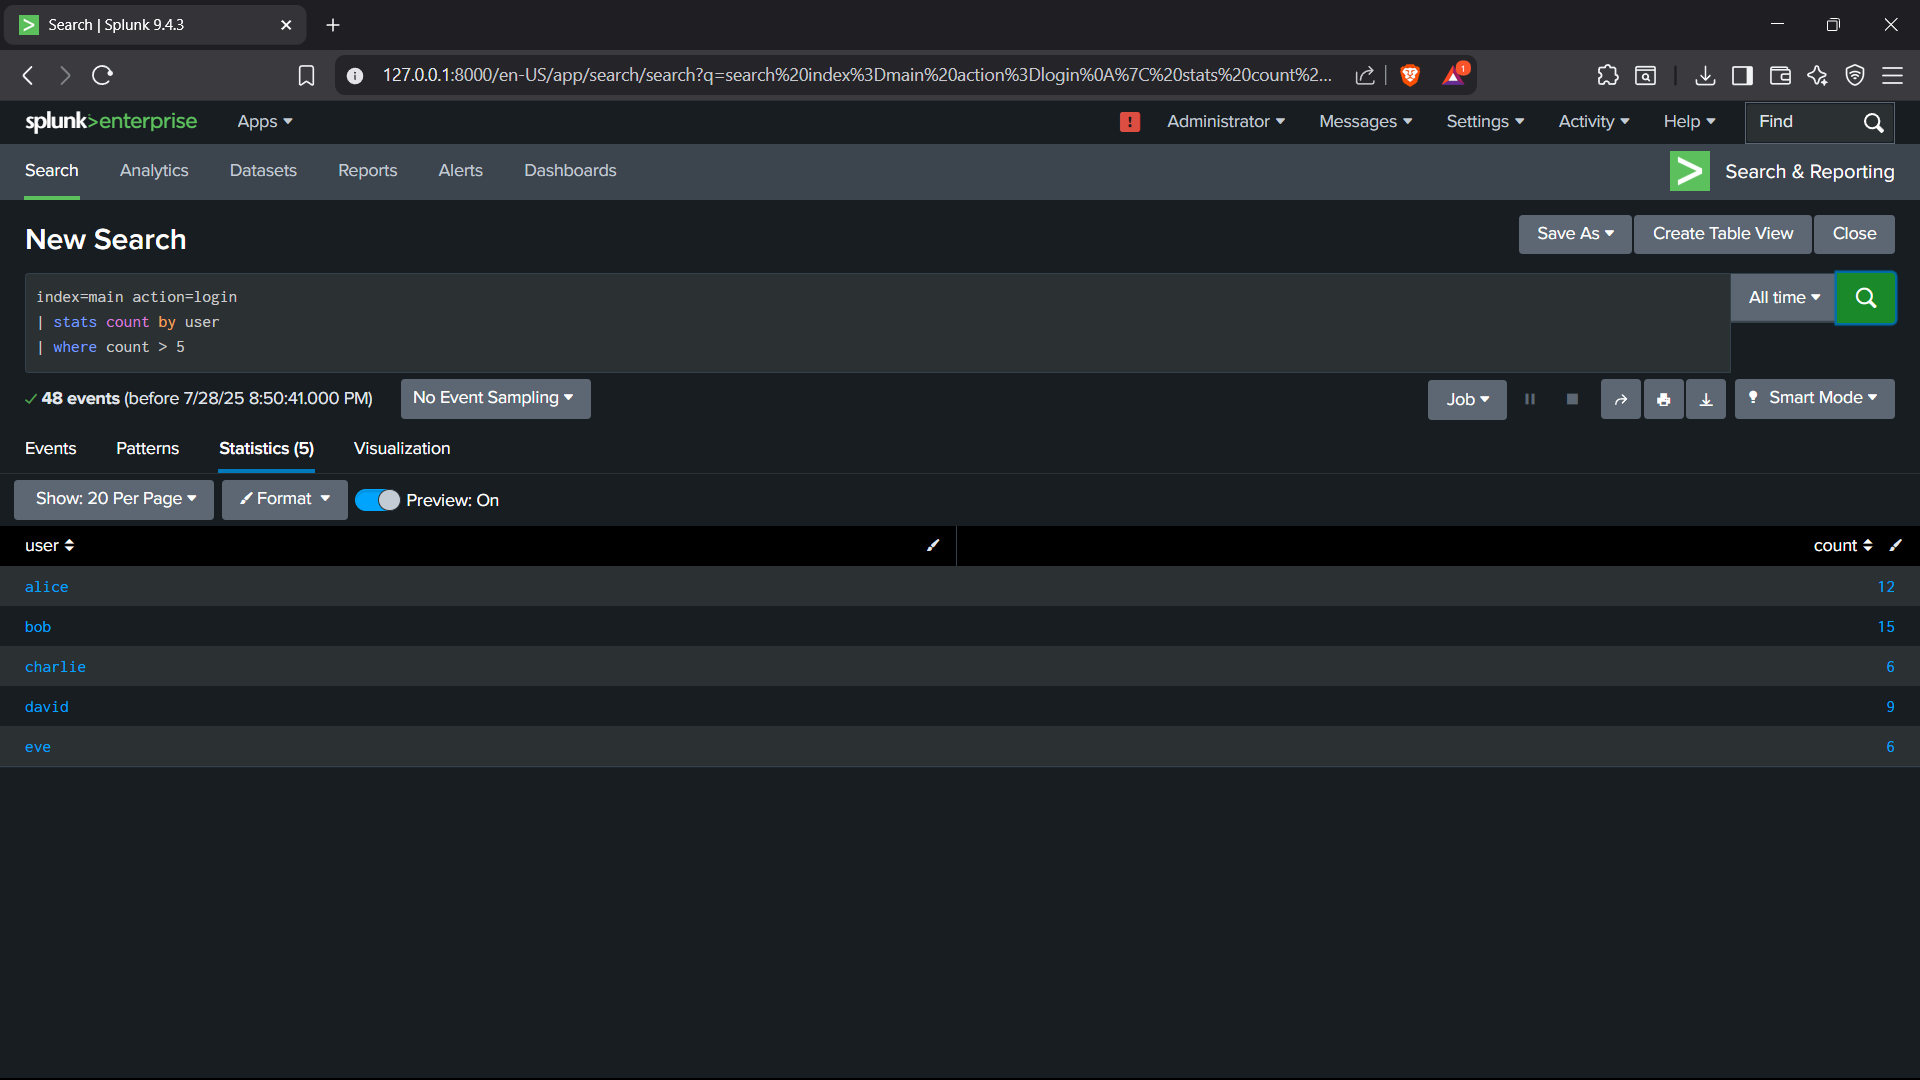 Search | Splunk 9.4.3
127.0.0.1:8000/en-US/app/search/search?q=search%20index%3Dmain%20action%3Dlogin%0A%7C%20stats%20count%2...
1
splunk>enterprise
Apps
Administrator
Messages
Settings
Activity
Help
Find
Search
Analytics
Datasets
Reports
Alerts
Dashboards
Search & Reporting
New Search
Save As
Create Table View
Close
index=main action=login
| stats count by user
| where count > 5
All time
48 events (before 7/28/25 8:50:41.000 PM)
No Event Sampling
Job
Smart Mode
Events
Patterns
Statistics (5)
Visualization
Show: 20 Per Page
Format
Preview: On
user count
alice 12
bob 15
charlie 6
david 9
eve 6